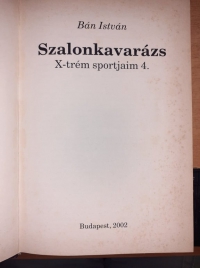 Bán István
Szalonkavarázs
X-trém sportjaim 4.
Budapest, 2002